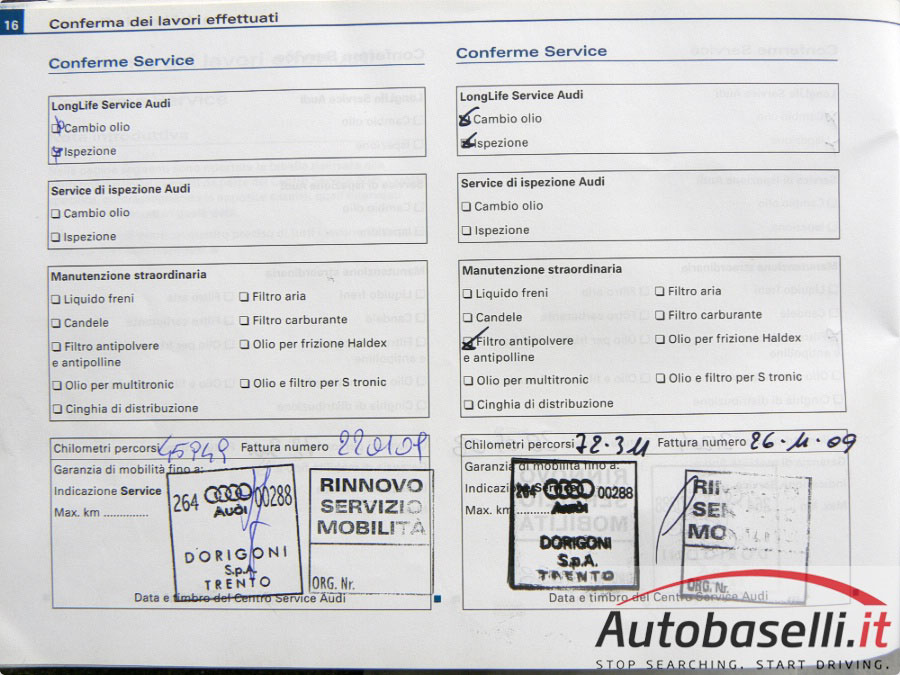 16 Conferma dei lavori effettuati
Conferme Service
LongLife Service Audi
Cambio olio
Ispezione
Service di ispezione Audi
Cambio olio
Ispezione
Manutenzione straordinaria
Liquido freni
Filtro aria
Candele
Filtro carburante
Filtro antipolvere
e antipolline
Olio per frizione Haldex
Olio per multitronic
Olio e filtro per S tronic
Cinghia di distribuzione
Chilometri percorsi 45949 Fattura numero 220109
Garanzia di mobilità fino a:
Indicazione Service
Max. km .............
264 Audi 00288
DORIGONI
S.p.A.
TRENTO
RINNOVO
SERVIZIO
MOBILITÀ
ORG. Nr.
Data e timbro del Centro Service Audi
Conferme Service
LongLife Service Audi
Cambio olio
Ispezione
Service di ispezione Audi
Cambio olio
Ispezione
Manutenzione straordinaria
Liquido freni
Filtro aria
Candele
Filtro carburante
Filtro antipolvere
e antipolline
Olio per frizione Haldex
Olio per multitronic
Olio e filtro per S tronic
Cinghia di distribuzione
Chilometri percorsi 72.311 Fattura numero 26.11.09
Garanzia di mobilità fino a:
Indicazione Service
Max. km
264 Audi 00288
DORIGONI
S.p.A.
TRENTO
RIN
SER
MO
ORG. Nr.
Data e timbro del Centro Service Audi
Autobaselli.it
STOP SEARCHING. START DRIVING.